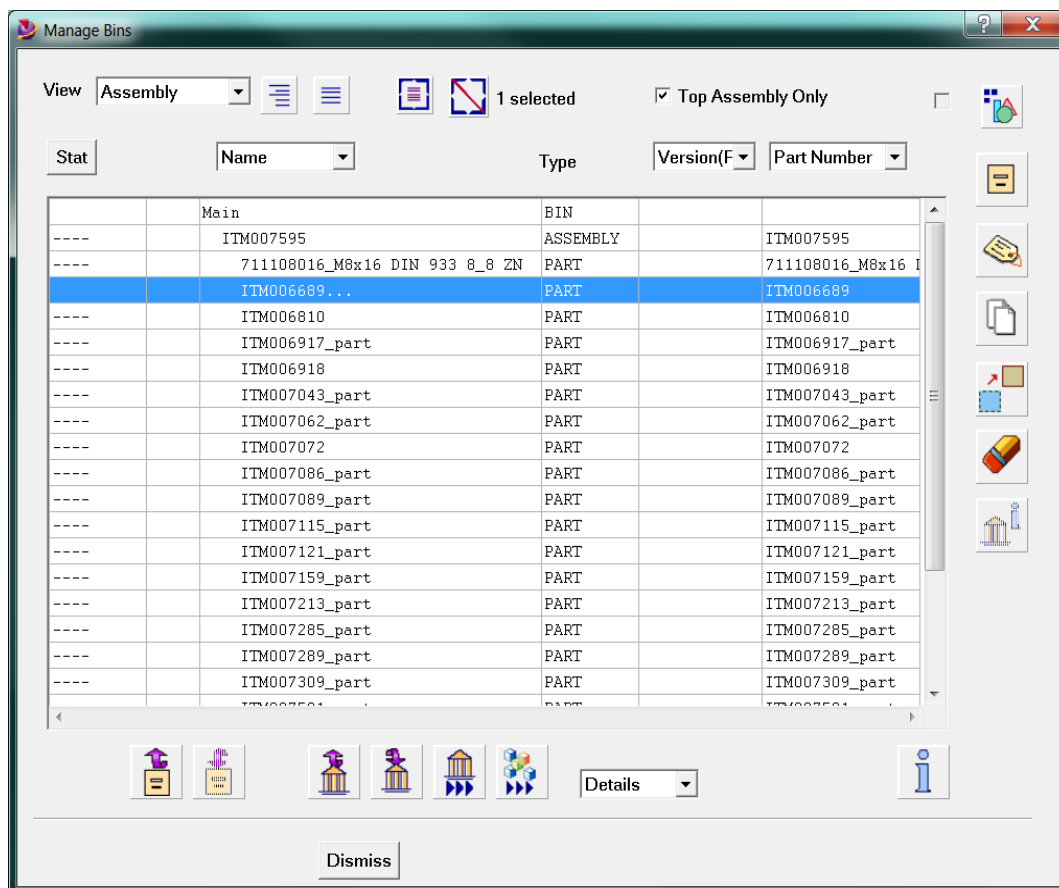 Manage Bins
View Assembly 1 selected Top Assembly Only
Stat Name Type Version(F Part Number
Main BIN
---- ITM007595 ASSEMBLY ITM007595
---- 711108016_M8x16 DIN 933 8_8 ZN PART 711108016_M8x16
ITM006689... PART ITM006689
---- ITM006810 PART ITM006810
---- ITM006917_part PART ITM006917_part
---- ITM006918 PART ITM006918
---- ITM007043_part PART ITM007043_part
---- ITM007062_part PART ITM007062_part
---- ITM007072 PART ITM007072
---- ITM007086_part PART ITM007086_part
---- ITM007089_part PART ITM007089_part
---- ITM007115_part PART ITM007115_part
---- ITM007121_part PART ITM007121_part
---- ITM007159_part PART ITM007159_part
---- ITM007213_part PART ITM007213_part
---- ITM007285_part PART ITM007285_part
---- ITM007289_part PART ITM007289_part
---- ITM007309_part PART ITM007309_part
Details
Dismiss